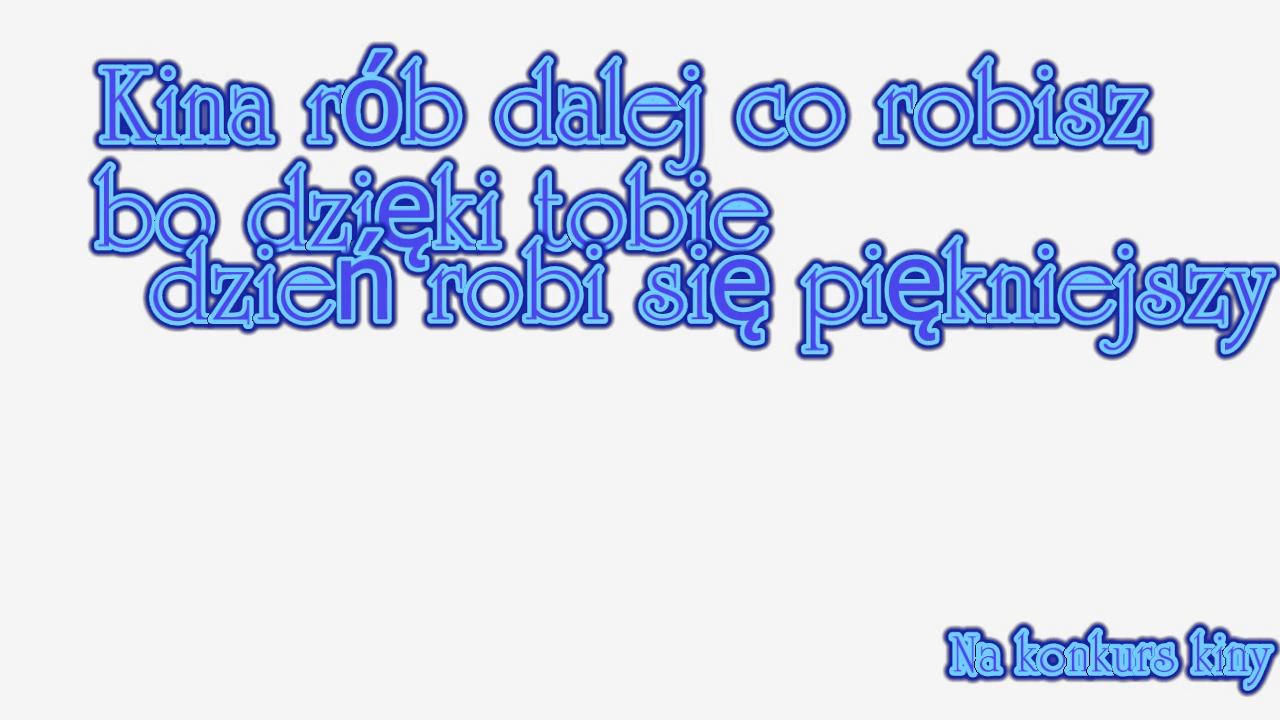 Kina rób dalej co robisz
bo dzięki tobie
dzień robi się piękniejszy
Na konkurs kiny